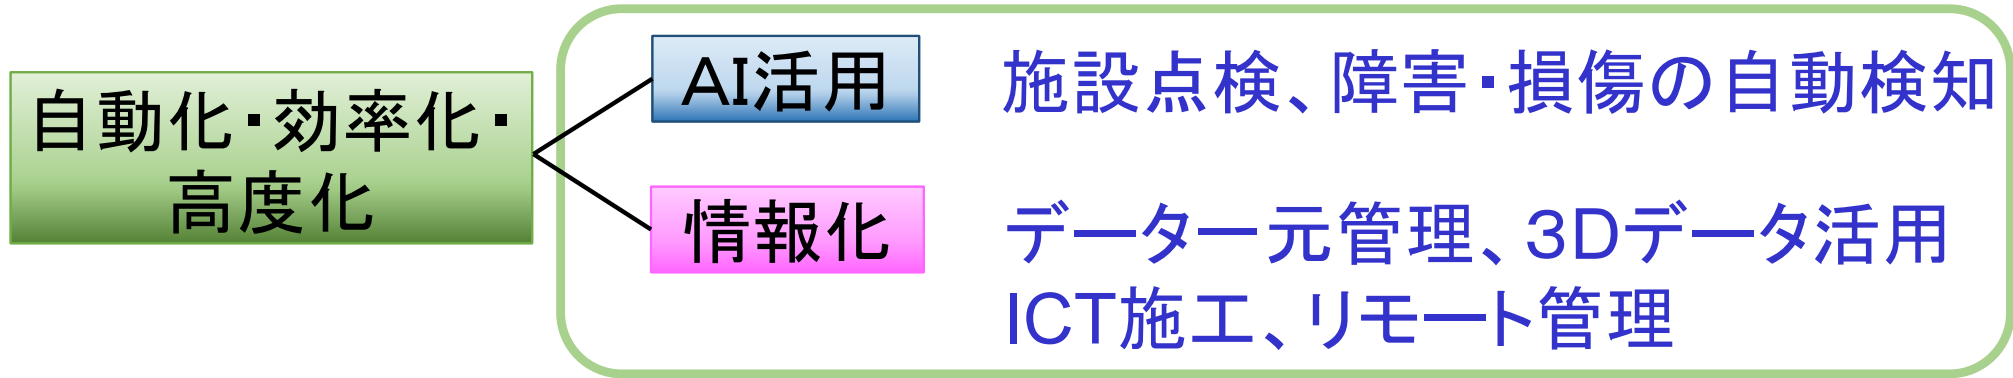 自動化・効率化・
高度化
AI活用
施設点検、障害・損傷の自動検知
情報化
データ一元管理、3Dデータ活用
ICT施工、リモート管理